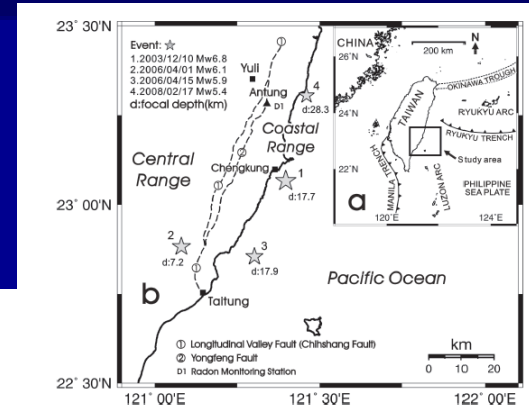 23° 30'N
23° 00'N
22° 30'N
121° 00'E
121° 30'E
122° 00'E
Event:
1.2003/12/10 Mw6.8
2.2006/04/01 Mw6.1
3.2006/04/15 Mw5.9
4.2008/02/17 Mw5.4
d:focal depth(km)
Yuli
Antung
D1
4
d:28.3
Coastal
Range
Central
Range
Chengkung
1
d:17.7
2
d:7.2
3
d:17.9
Taitung
b
Pacific Ocean
① Longitudinal Valley Fault (Chihshang Fault)
② Yongfeng Fault
D1 Radon Monitoring Station
km
0 10 20
CHINA
200 km
N
26°N
24°N
22°N
120°E
124°E
TAIWAN
OKINAWA TROUGH
RYUKYU ARC
RYUKYU TRENCH
Study area
MANILA TRENCH
LUZON ARC
PHILIPPINE
SEA PLATE
a